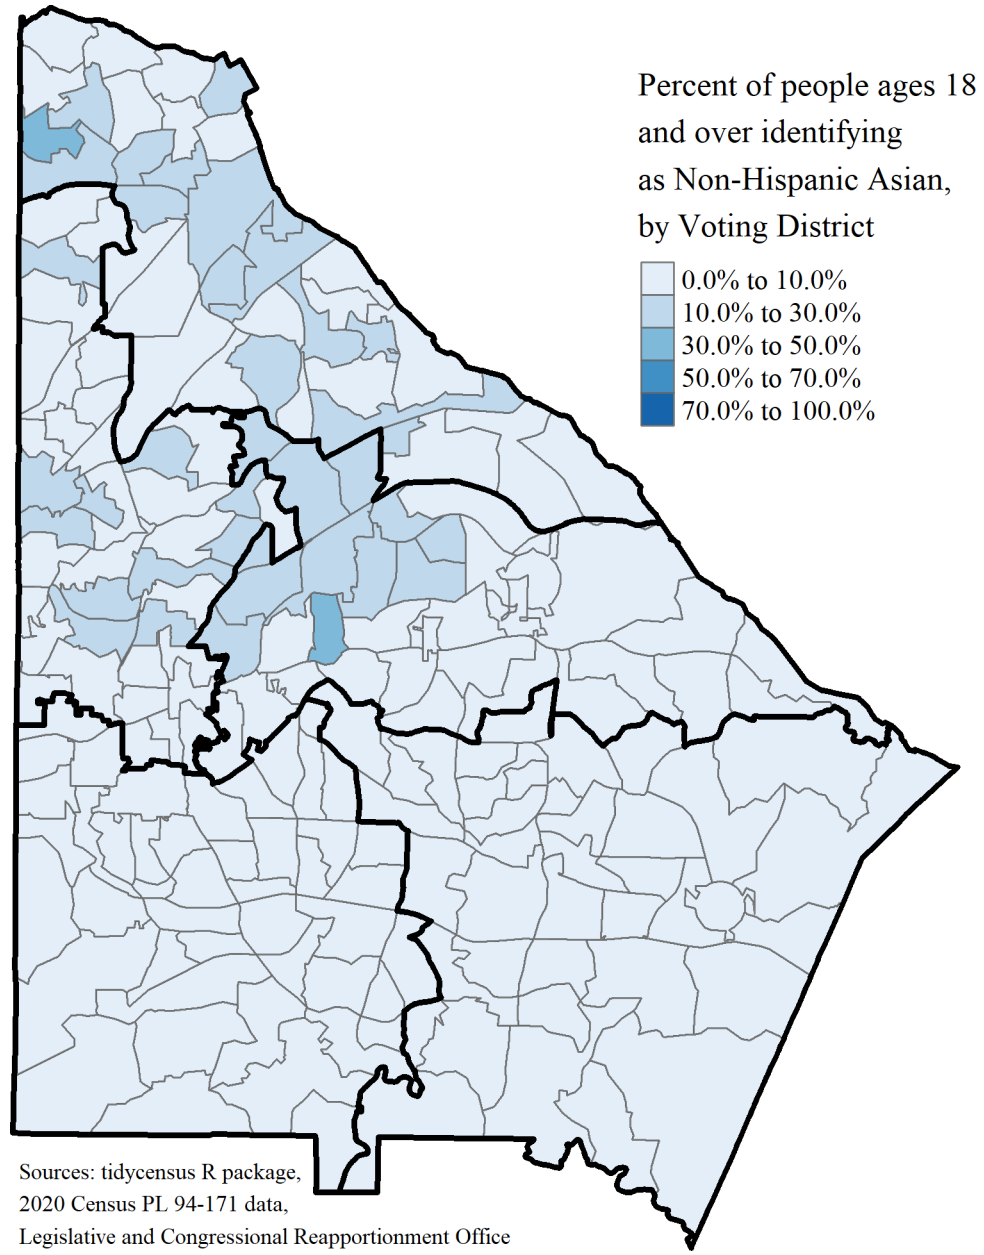 Percent of people ages 18
and over identifying
as Non-Hispanic Asian,
by Voting District
0.0% to 10.0%
10.0% to 30.0%
30.0% to 50.0%
50.0% to 70.0%
70.0% to 100.0%
Sources: tidycensus R package,
2020 Census PL 94-171 data,
Legislative and Congressional Reapportionment Office